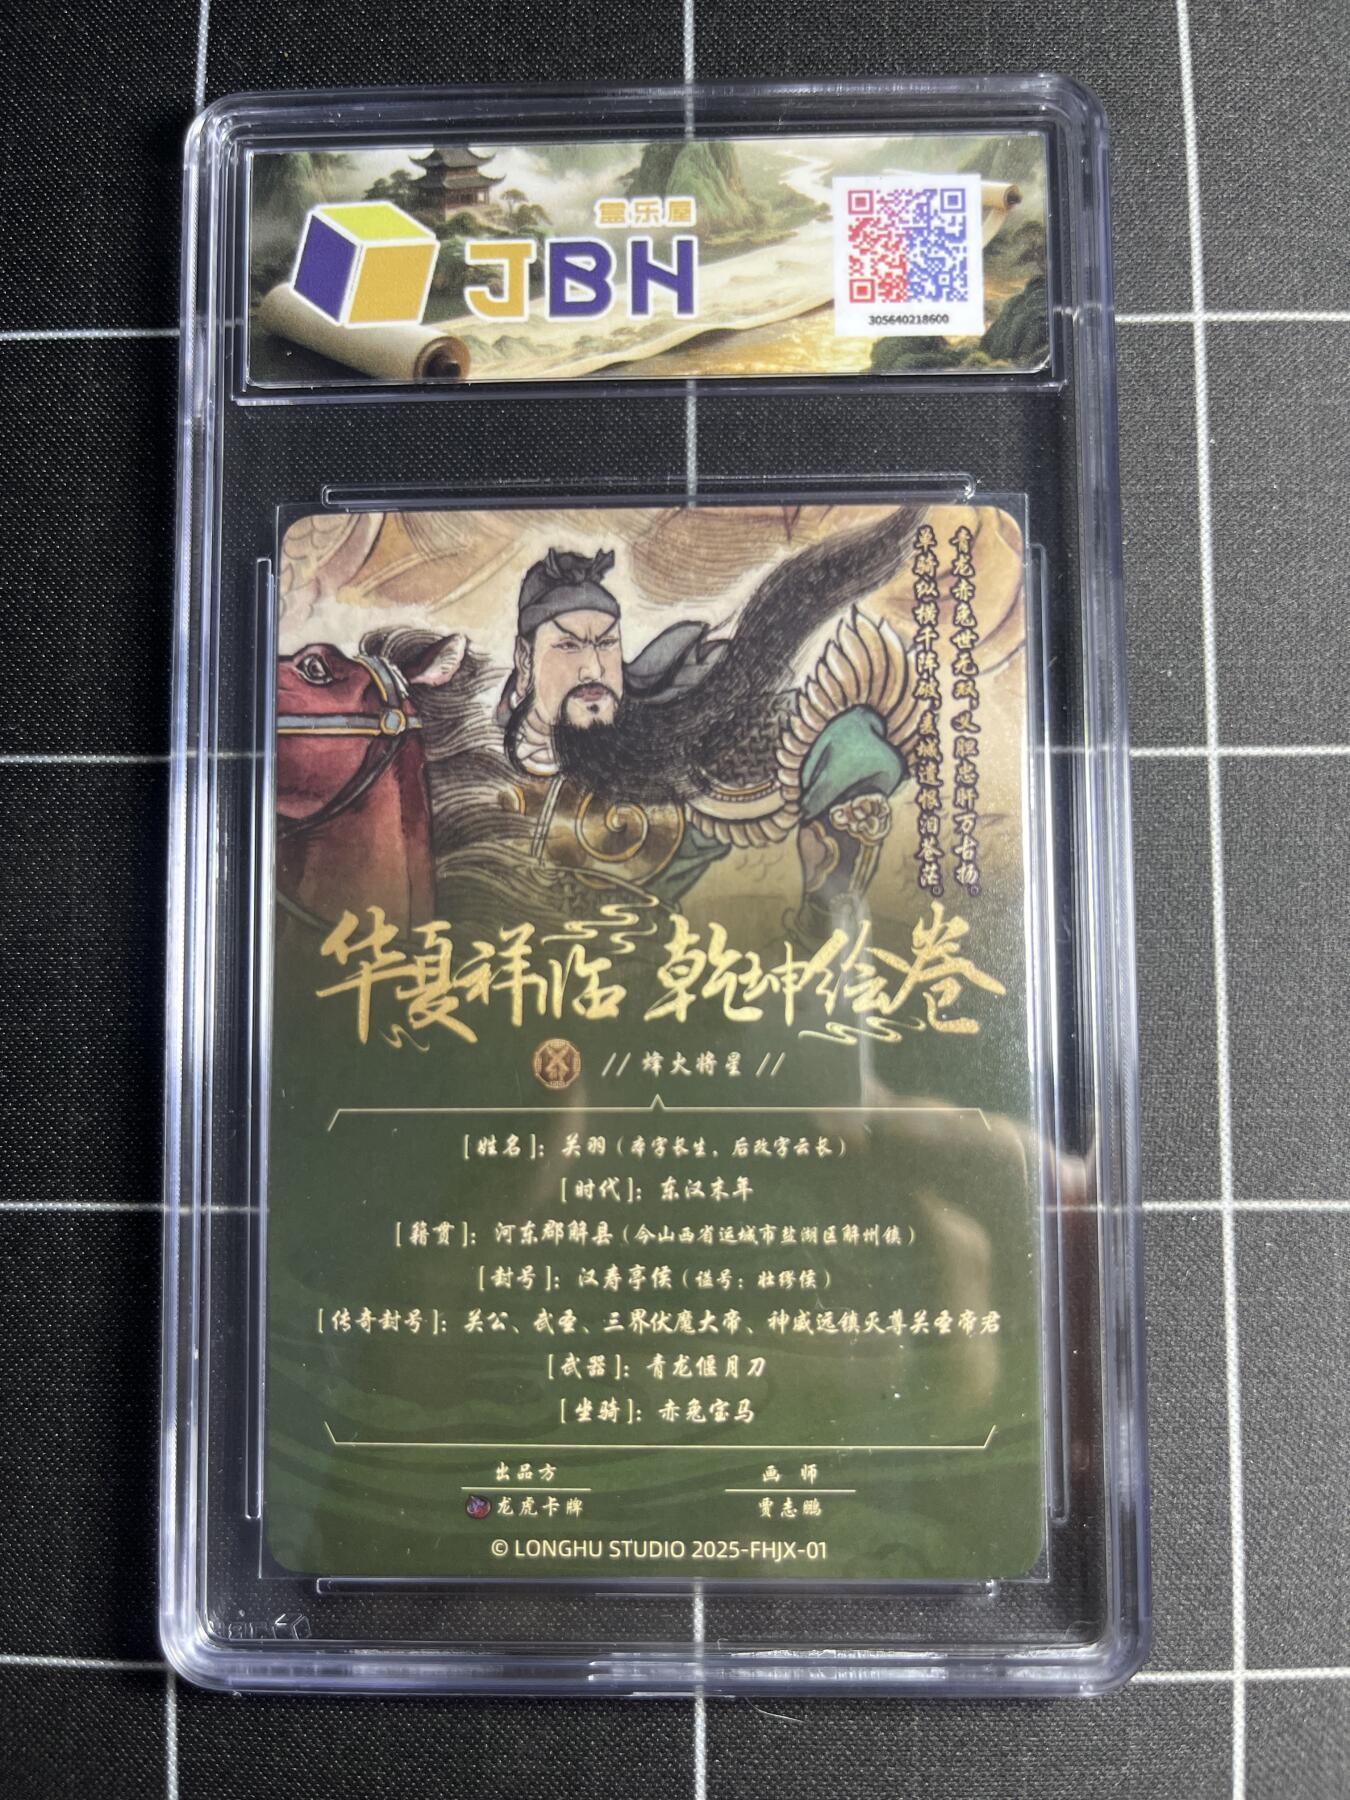 盒乐屋
JBH
305640218600
青龙赤兔世无双,义胆忠肝万古扬。
单骑纵横千阵破,麦城遗恨泪苍茫。
华夏祥临 乾坤绘卷
// 烽火将星 //
[姓名]：关羽（本字长生，后改字云长）
[时代]：东汉末年
[籍贯]：河东郡解县（今山西省运城市盐湖区解州镇）
[封号]：汉寿亭侯（谥号：壮缪侯）
[传奇封号]：关公、武圣、三界伏魔大帝、神威远镇天尊关圣帝君
[武器]：青龙偃月刀
[坐骑]：赤兔宝马
出品方 画 师
龙虎卡牌 贾志鹏
© LONGHU STUDIO 2025-FHJX-01